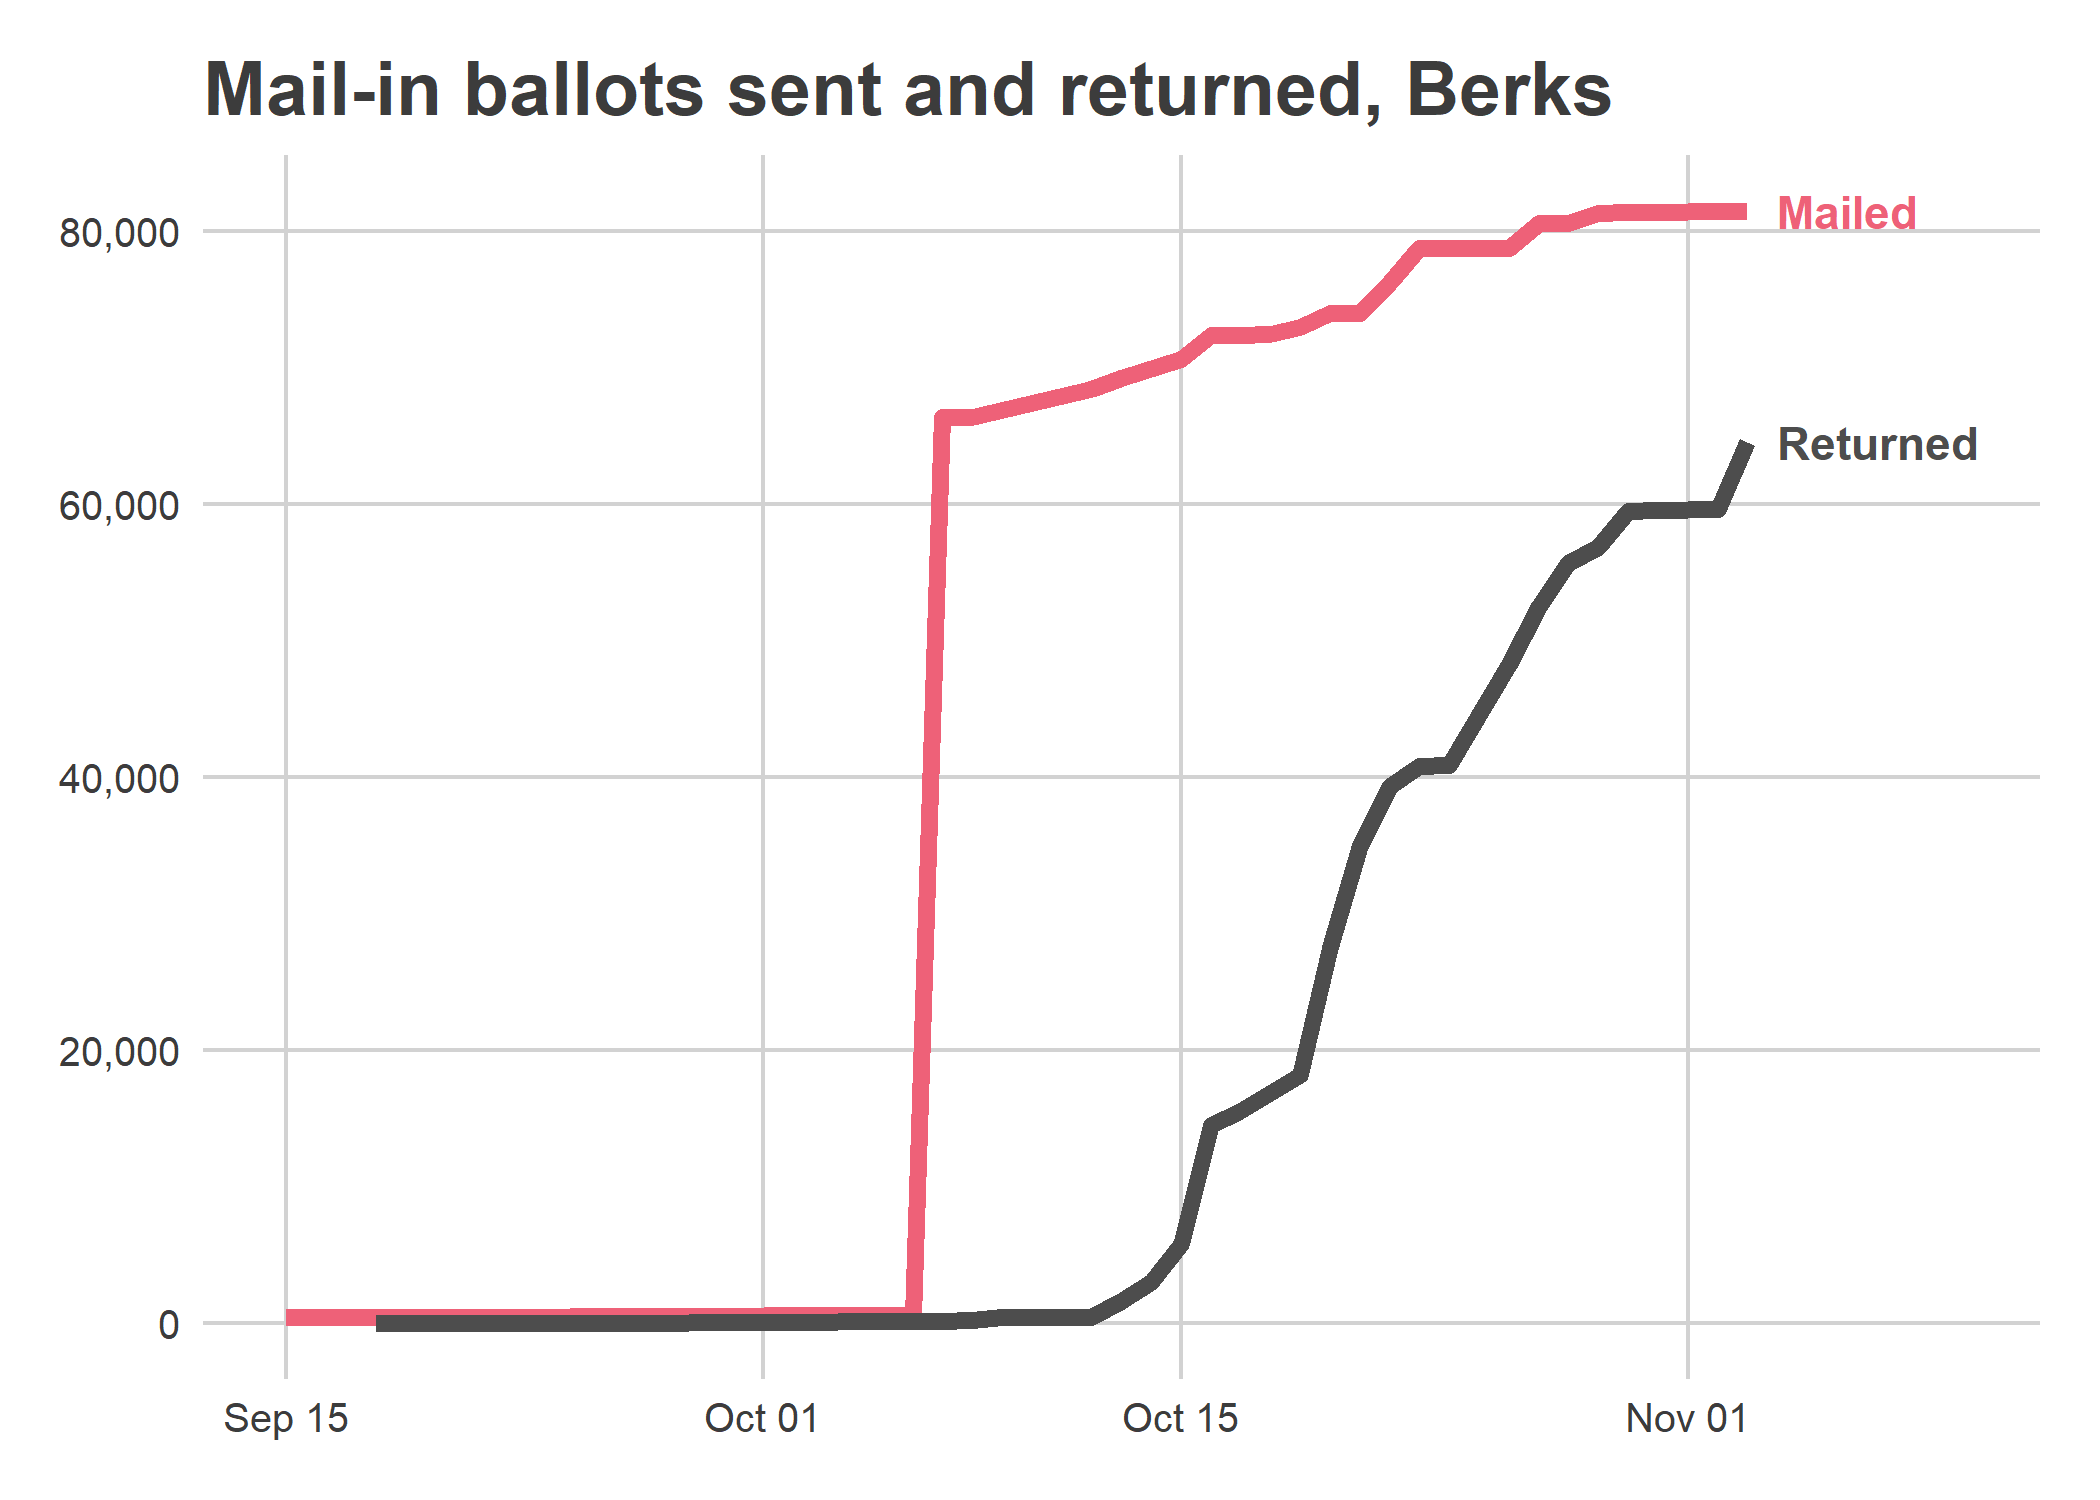 Mail-in ballots sent and returned, Berks
80,000
60,000
40,000
20,000
0
Mailed
Returned
Sep 15
Oct 01
Oct 15
Nov 01